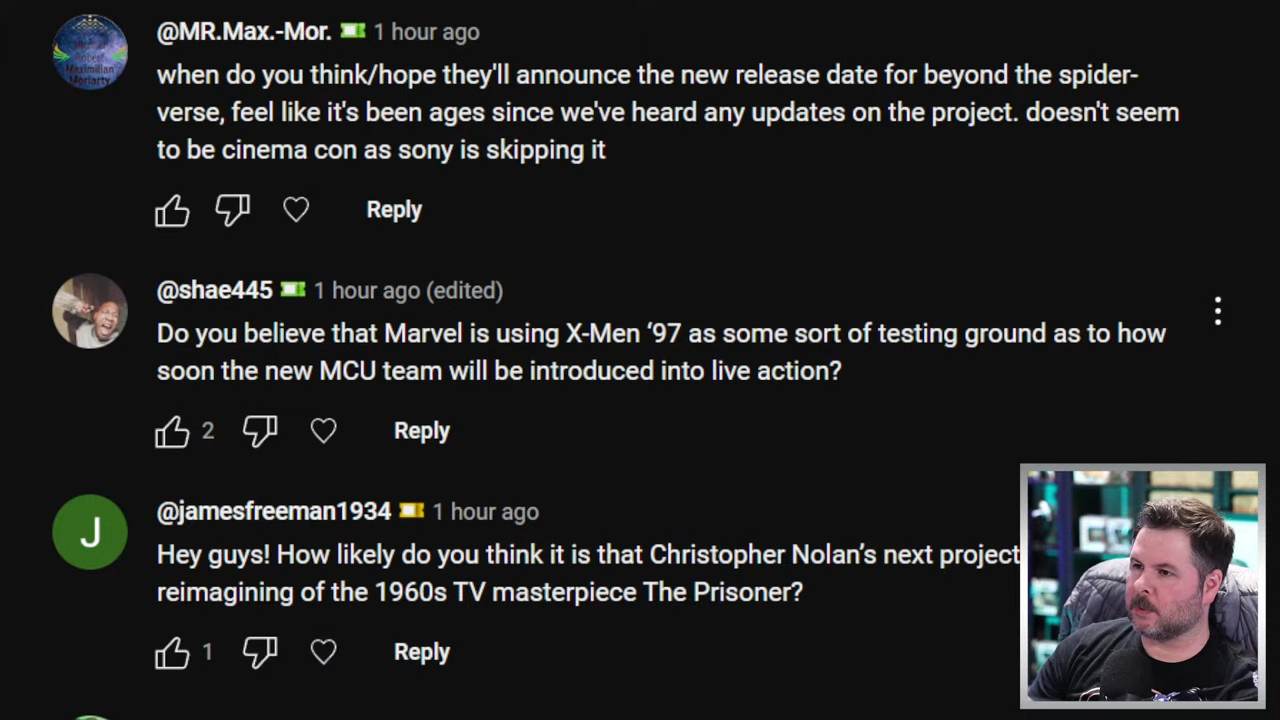 @MR.Max.-Mor. 1 hour ago
when do you think/hope they'll announce the new release date for beyond the spider-
verse, feel like it's been ages since we've heard any updates on the project. doesn't seem
to be cinema con as sony is skipping it
Reply
@shae445 1 hour ago (edited)
Do you believe that Marvel is using X-Men ‘97 as some sort of testing ground as to how
soon the new MCU team will be introduced into live action?
2 Reply
J
@jamesfreeman1934 1 hour ago
Hey guys! How likely do you think it is that Christopher Nolan’s next project
reimagining of the 1960s TV masterpiece The Prisoner?
1 Reply